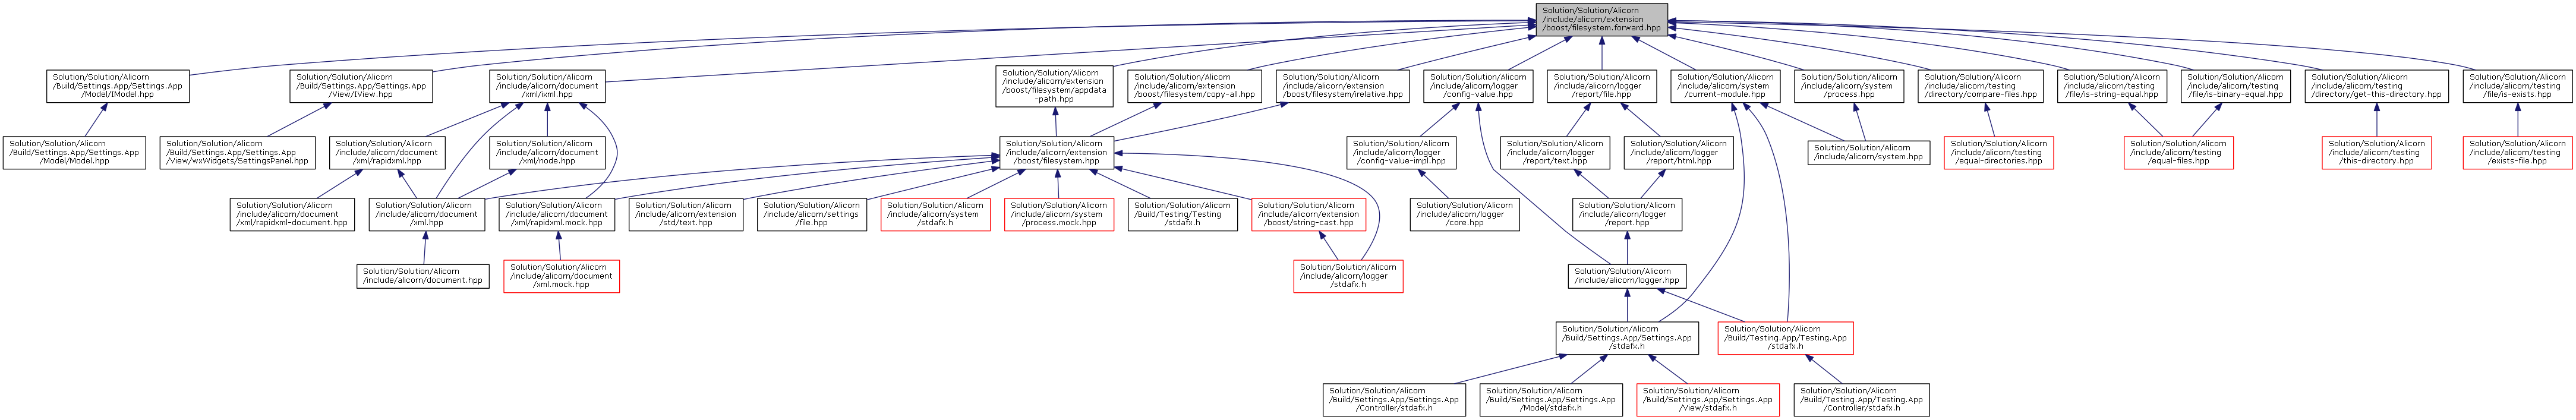 Solution/Solution/Alicorn
/include/alicorn/extension
/boost/filesystem.forward.hpp
Solution/Solution/Alicorn
/Build/Settings.App/Settings.App
/Model/IModel.hpp
Solution/Solution/Alicorn
/Build/Settings.App/Settings.App
/View/IView.hpp
Solution/Solution/Alicorn
/include/alicorn/document
/xml/ixml.hpp
Solution/Solution/Alicorn
/include/alicorn/extension
/boost/filesystem/appdata
-path.hpp
Solution/Solution/Alicorn
/include/alicorn/extension
/boost/filesystem/copy-all.hpp
Solution/Solution/Alicorn
/include/alicorn/extension
/boost/filesystem/irelative.hpp
Solution/Solution/Alicorn
/include/alicorn/logger
/config-value.hpp
Solution/Solution/Alicorn
/include/alicorn/logger
/report/file.hpp
Solution/Solution/Alicorn
/include/alicorn/system
/current-module.hpp
Solution/Solution/Alicorn
/include/alicorn/system
/process.hpp
Solution/Solution/Alicorn
/include/alicorn/testing
/directory/compare-files.hpp
Solution/Solution/Alicorn
/include/alicorn/testing
/file/is-string-equal.hpp
Solution/Solution/Alicorn
/include/alicorn/testing
/file/is-binary-equal.hpp
Solution/Solution/Alicorn
/include/alicorn/testing
/directory/get-this-directory.hpp
Solution/Solution/Alicorn
/include/alicorn/testing
/file/is-exists.hpp
Solution/Solution/Alicorn
/Build/Settings.App/Settings.App
/Model/Model.hpp
Solution/Solution/Alicorn
/Build/Settings.App/Settings.App
/View/wxWidgets/SettingsPanel.hpp
Solution/Solution/Alicorn
/include/alicorn/document
/xml/rapidxml.hpp
Solution/Solution/Alicorn
/include/alicorn/document
/xml/node.hpp
Solution/Solution/Alicorn
/include/alicorn/extension
/boost/filesystem.hpp
Solution/Solution/Alicorn
/include/alicorn/logger
/config-value-impl.hpp
Solution/Solution/Alicorn
/include/alicorn/logger
/report/text.hpp
Solution/Solution/Alicorn
/include/alicorn/logger
/report/html.hpp
Solution/Solution/Alicorn
/include/alicorn/system.hpp
Solution/Solution/Alicorn
/include/alicorn/testing
/equal-directories.hpp
Solution/Solution/Alicorn
/include/alicorn/testing
/equal-files.hpp
Solution/Solution/Alicorn
/include/alicorn/testing
/this-directory.hpp
Solution/Solution/Alicorn
/include/alicorn/testing
/exists-file.hpp
Solution/Solution/Alicorn
/include/alicorn/document
/xml/rapidxml-document.hpp
Solution/Solution/Alicorn
/include/alicorn/document
/xml.hpp
Solution/Solution/Alicorn
/include/alicorn/document
/xml/rapidxml.mock.hpp
Solution/Solution/Alicorn
/include/alicorn/extension
/std/text.hpp
Solution/Solution/Alicorn
/include/alicorn/settings
/file.hpp
Solution/Solution/Alicorn
/include/alicorn/system
/stdafx.h
Solution/Solution/Alicorn
/include/alicorn/system
/process.mock.hpp
Solution/Solution/Alicorn
/Build/Testing/Testing
/stdafx.h
Solution/Solution/Alicorn
/include/alicorn/extension
/boost/string-cast.hpp
Solution/Solution/Alicorn
/include/alicorn/logger
/core.hpp
Solution/Solution/Alicorn
/include/alicorn/logger
/report.hpp
Solution/Solution/Alicorn
/include/alicorn/document.hpp
Solution/Solution/Alicorn
/include/alicorn/document
/xml.mock.hpp
Solution/Solution/Alicorn
/include/alicorn/logger
/stdafx.h
Solution/Solution/Alicorn
/include/alicorn/logger.hpp
Solution/Solution/Alicorn
/Build/Settings.App/Settings.App
/stdafx.h
Solution/Solution/Alicorn
/Build/Testing.App/Testing.App
/stdafx.h
Solution/Solution/Alicorn
/Build/Settings.App/Settings.App
/Controller/stdafx.h
Solution/Solution/Alicorn
/Build/Settings.App/Settings.App
/Model/stdafx.h
Solution/Solution/Alicorn
/Build/Settings.App/Settings.App
/View/stdafx.h
Solution/Solution/Alicorn
/Build/Testing.App/Testing.App
/Controller/stdafx.h